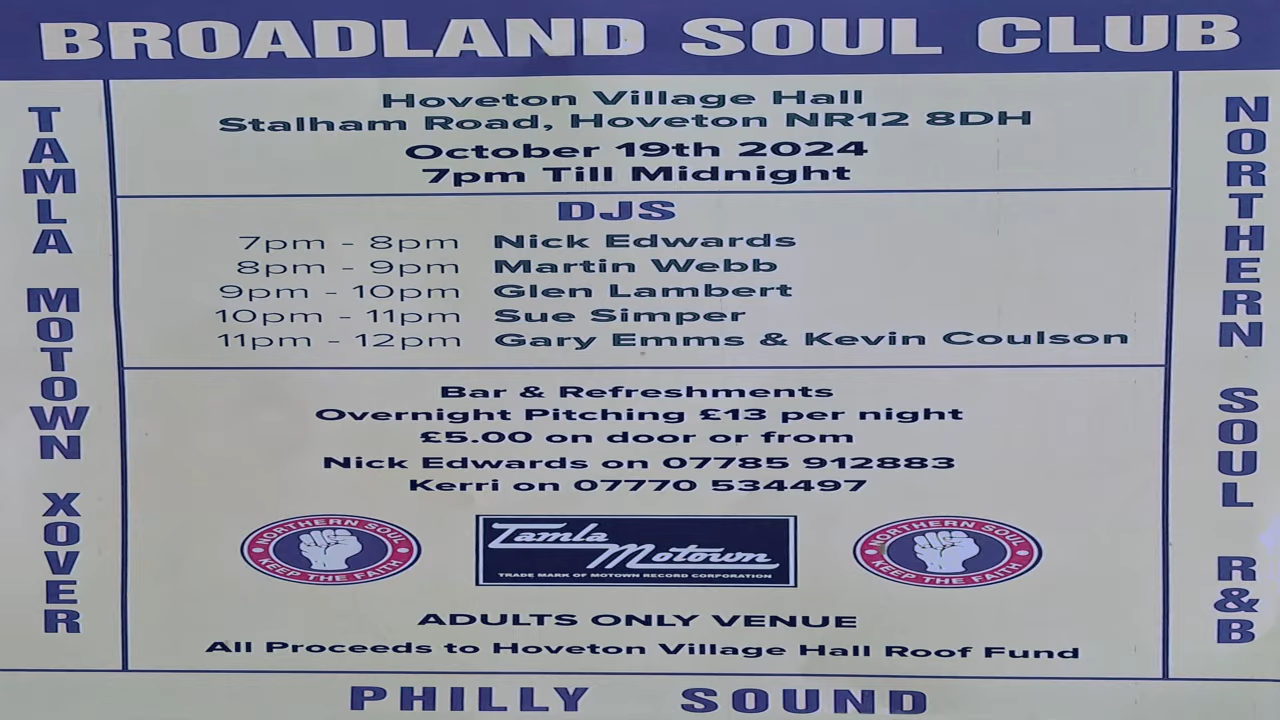 BROADLAND SOUL CLUB
TAMLA MOTOWN XOVER
Hoveton Village Hall
Stalham Road, Hoveton NR12 8DH
October 19th 2024
7pm Till Midnight
DJS
7pm - 8pm Nick Edwards
8pm - 9pm Martin Webb
9pm - 10pm Glen Lambert
10pm - 11pm Sue Simper
11pm - 12pm Gary Emms & Kevin Coulson
Bar & Refreshments
Overnight Pitching £13 per night
£5.00 on door or from
Nick Edwards on 07785 912883
Kerri on 07770 534497
NORTHERN SOUL
KEEP THE FAITH
Tamla
Motown
TRADE MARK OF MOTOWN RECORD CORPORATION
NORTHERN SOUL
KEEP THE FAITH
ADULTS ONLY VENUE
All Proceeds to Hoveton Village Hall Roof Fund
NORTHERN SOUL R&B
PHILLY SOUND